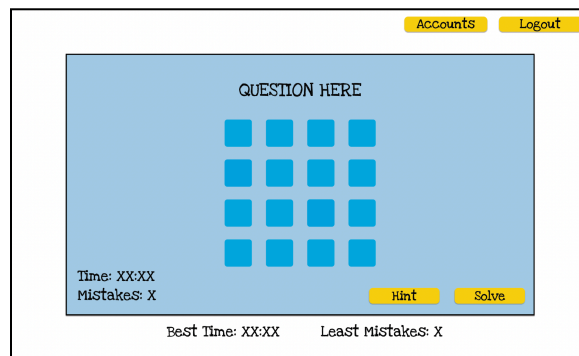 Accounts Logout
QUESTION HERE
Time: XX:XX
Mistakes: X
Hint Solve
Best Time: XX:XX Least Mistakes: X